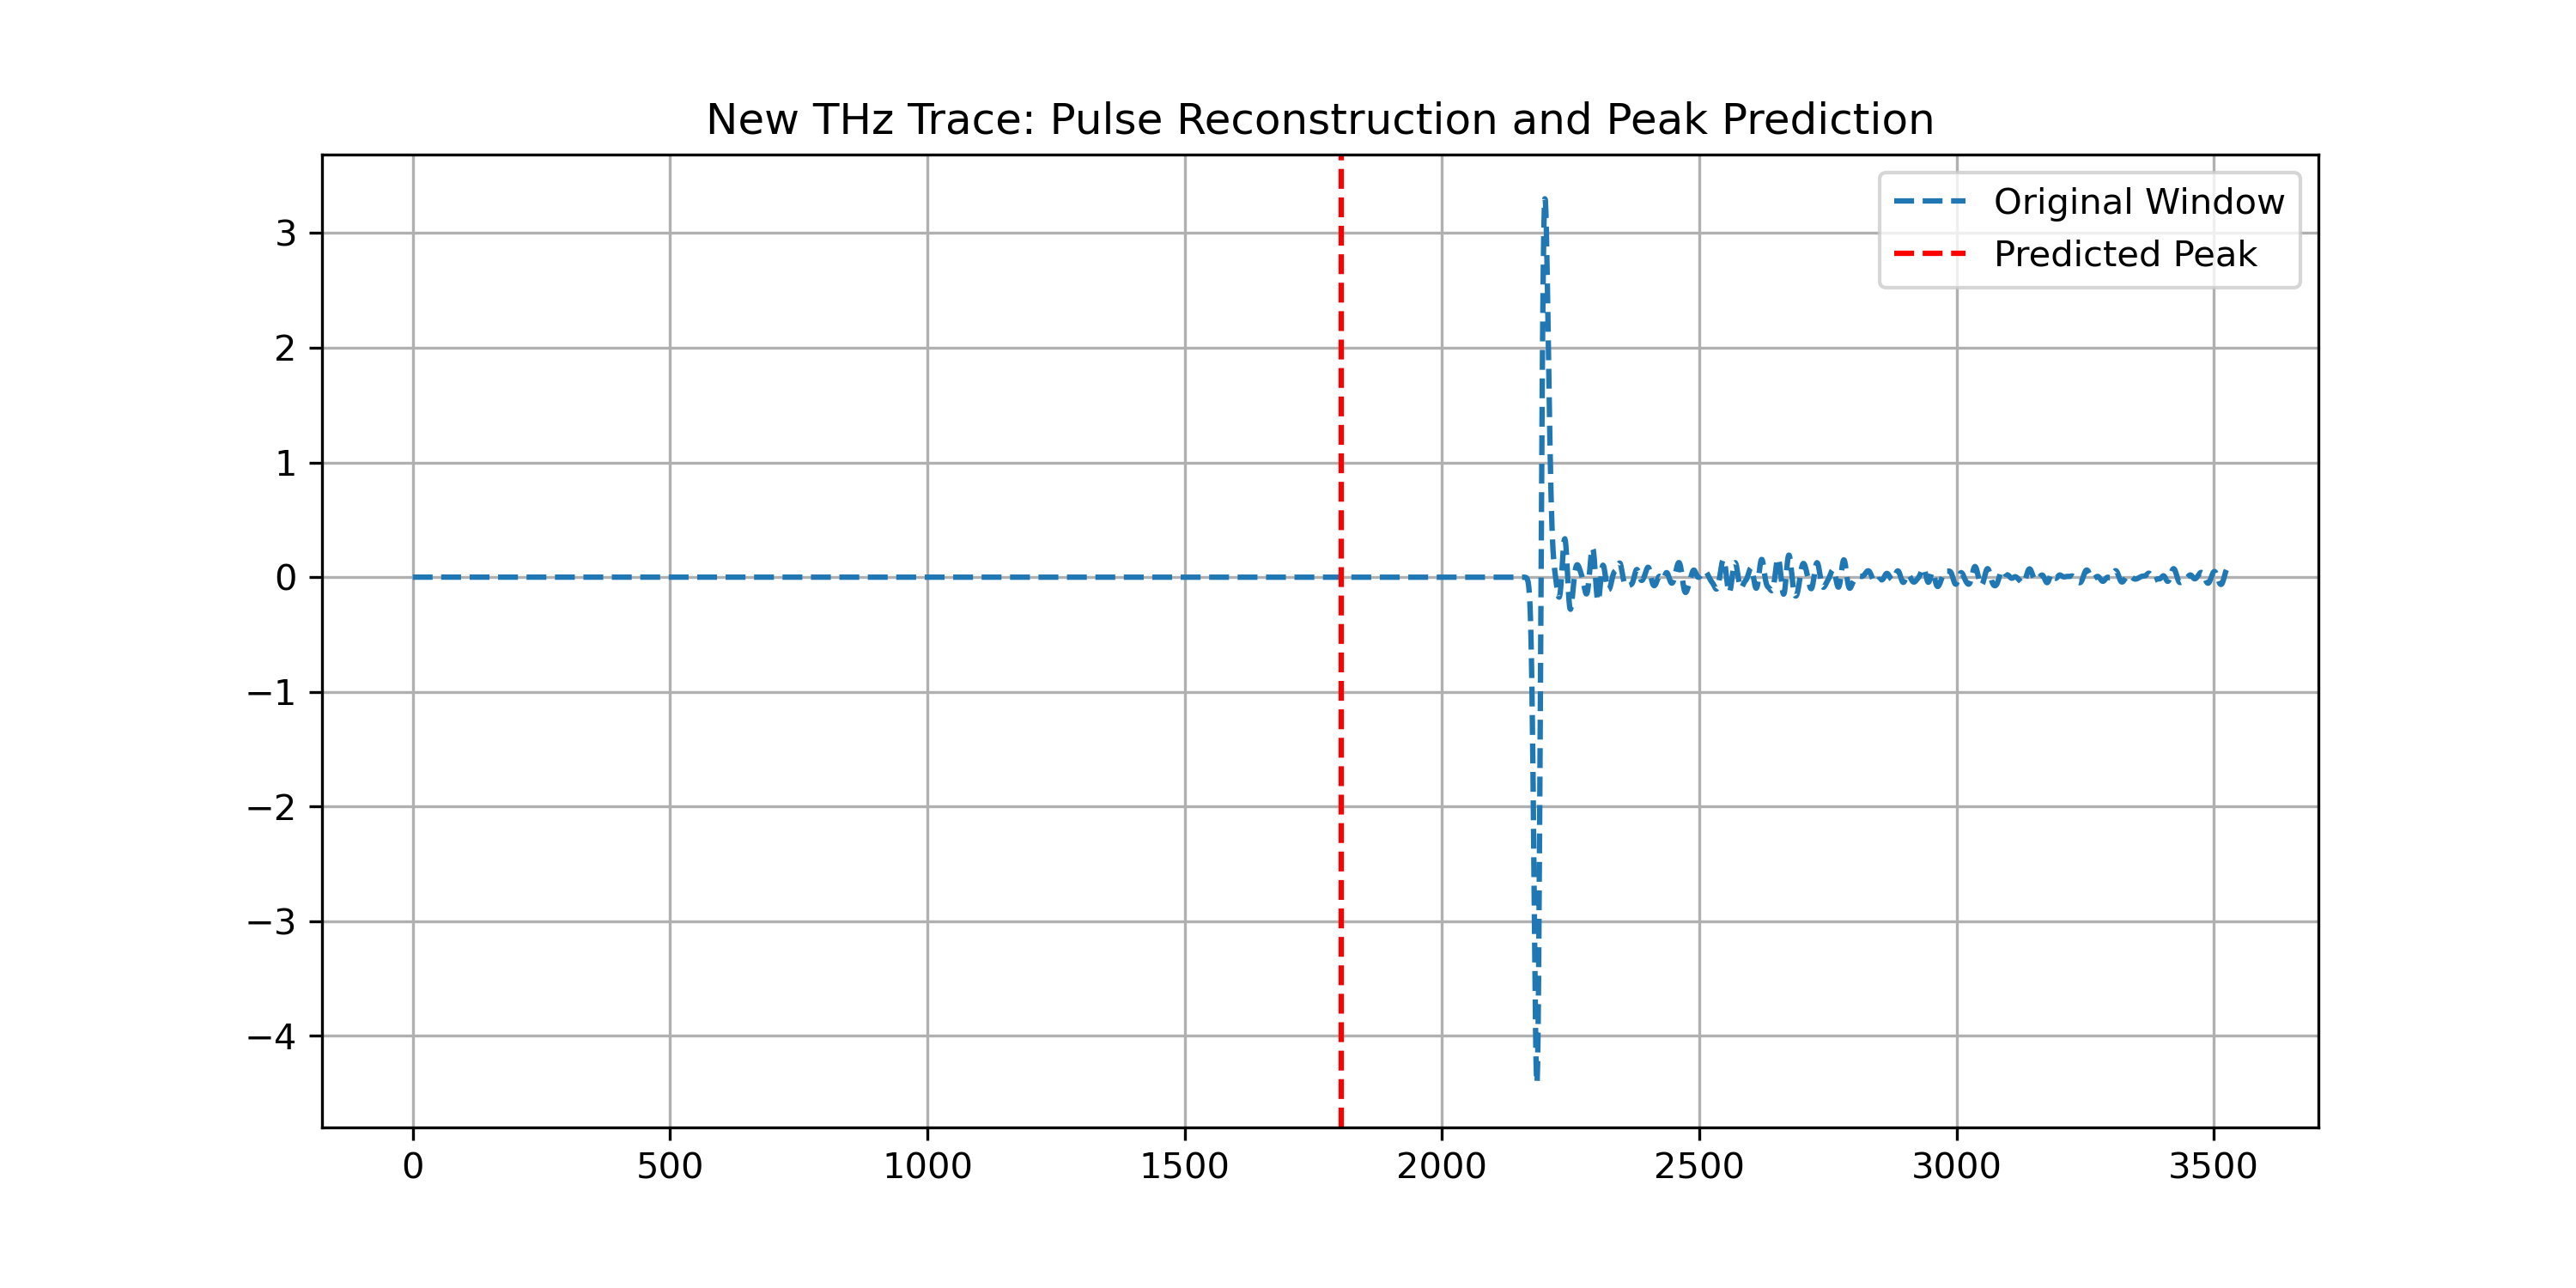 New THz Trace: Pulse Reconstruction and Peak Prediction
Original Window
Predicted Peak
3
2
1
0
−1
−2
−3
−4
0 500 1000 1500 2000 2500 3000 3500